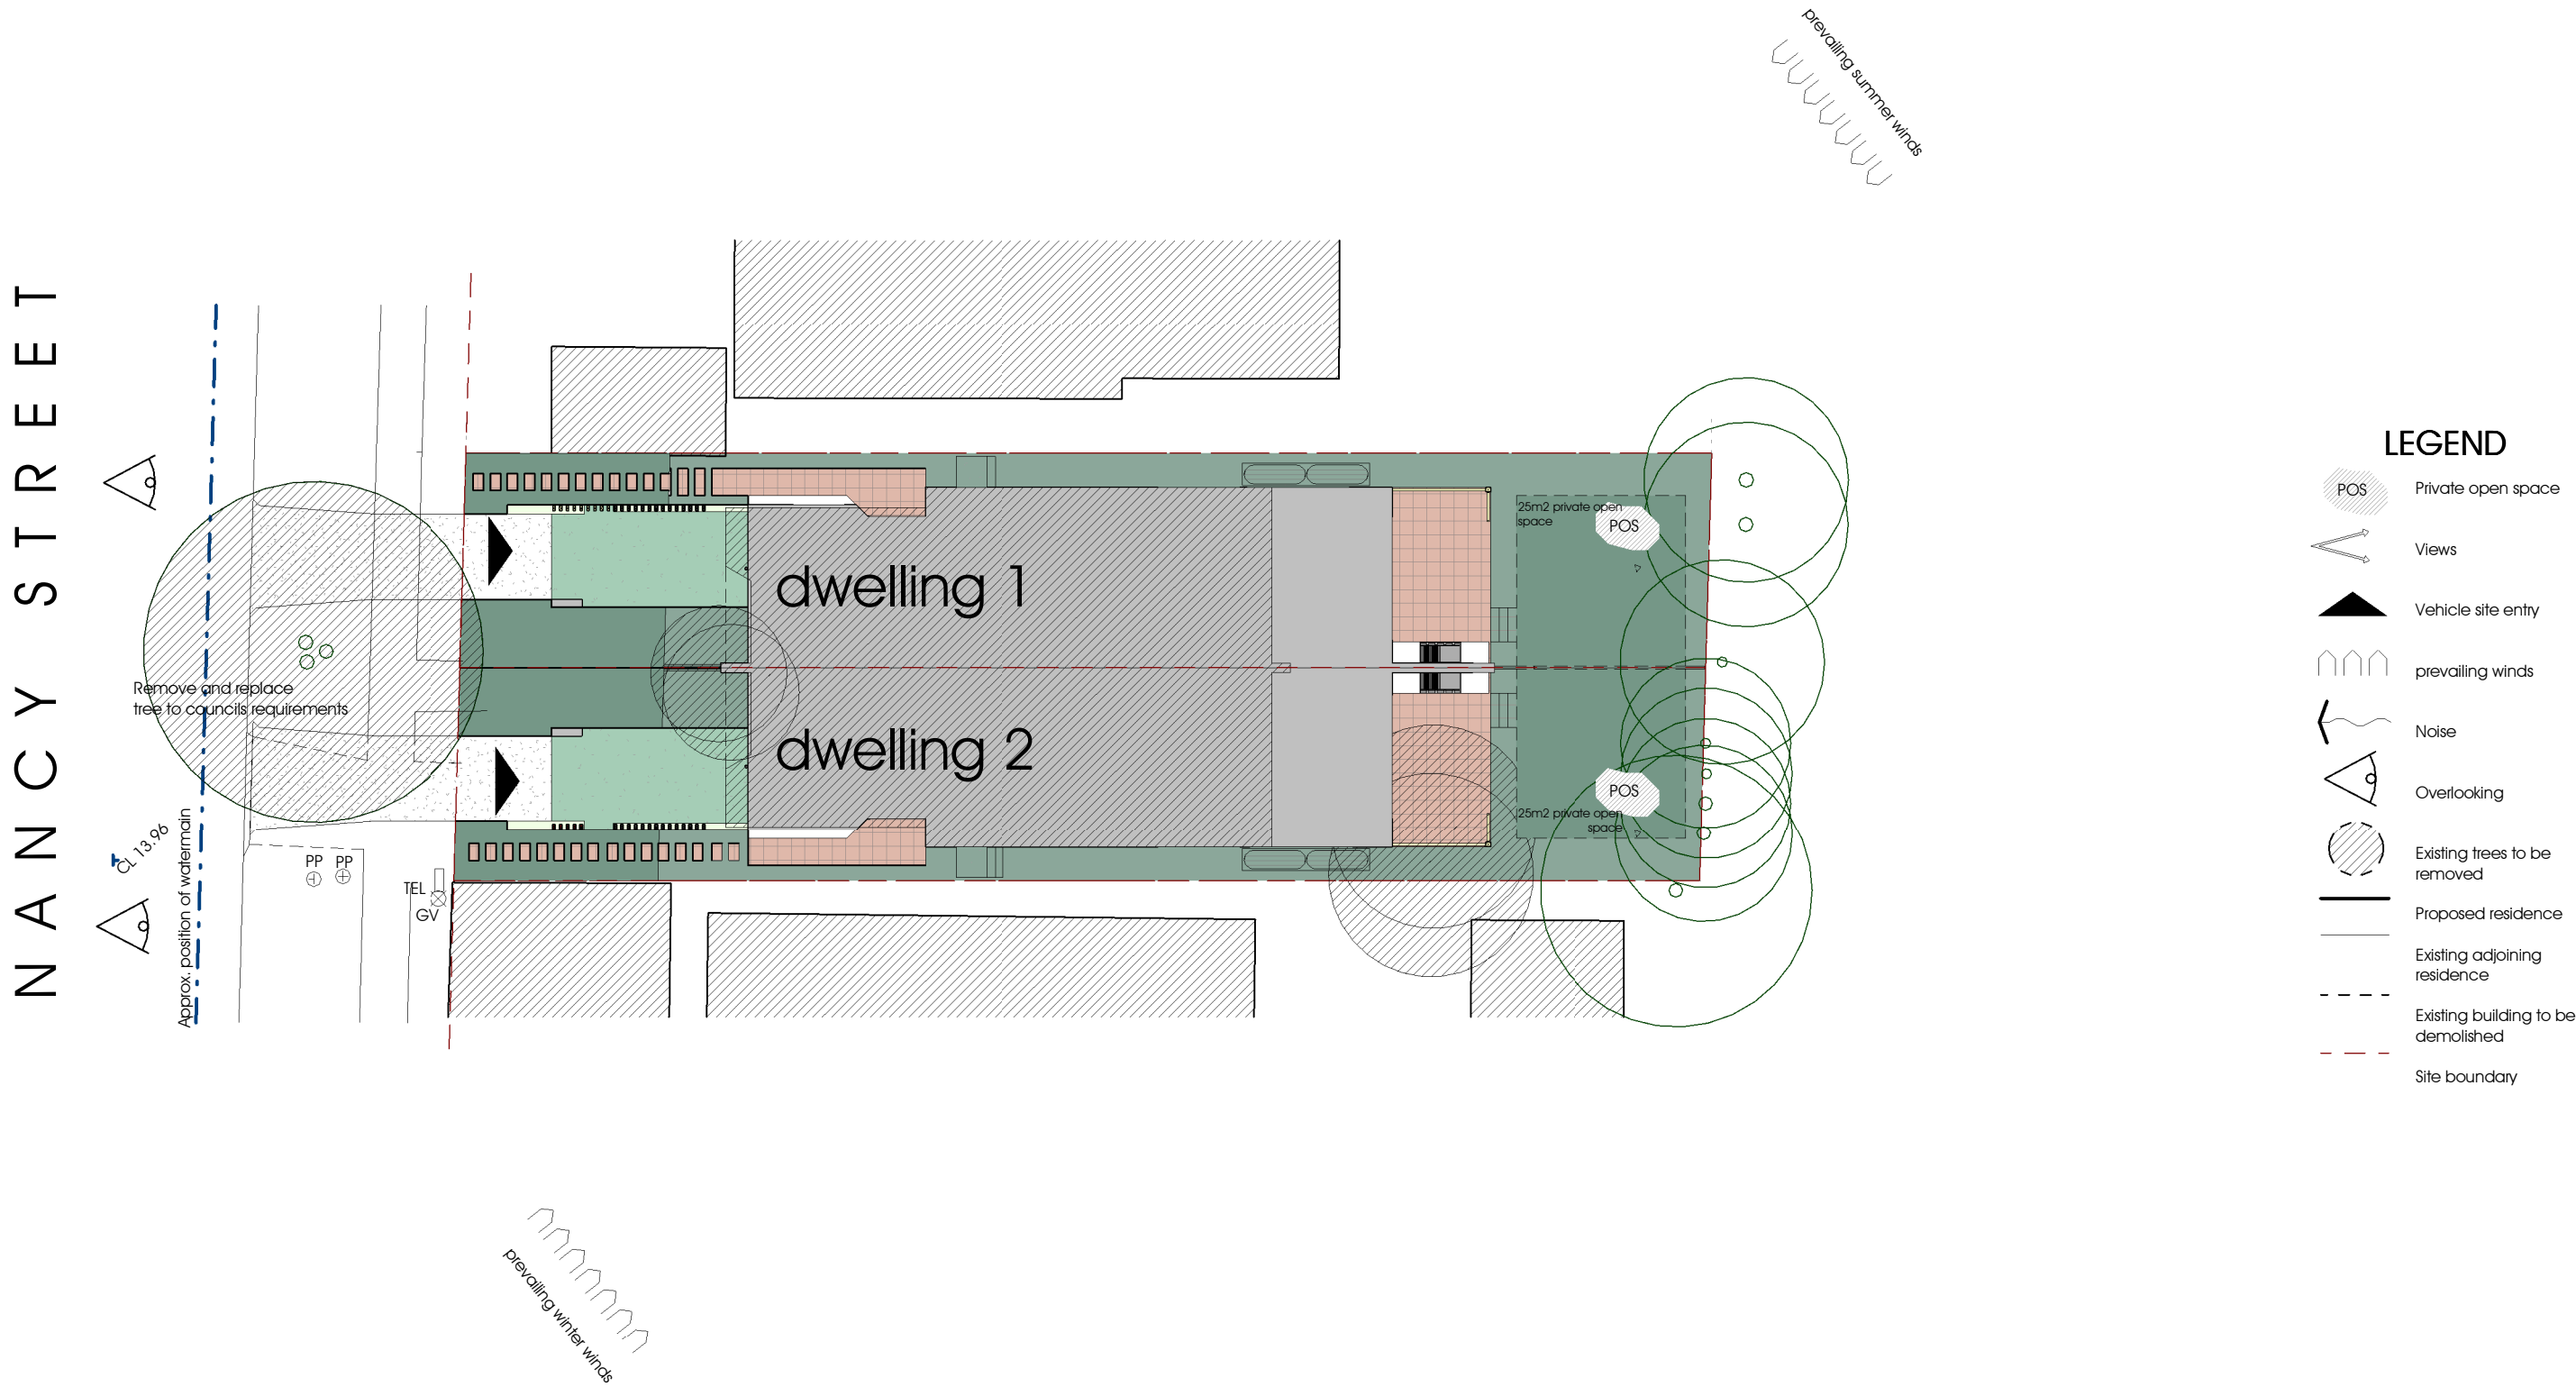 prevailing summer winds
NANCY STREET
dwelling 1
dwelling 2
25m2 private open
space
POS
POS
25m2 private open
space
Remove and replace
tree to councils requirements
CL 13.96
Approx. position of watermain
PP
PP
TEL
GV
prevailing winter winds
LEGEND
POS
Private open space
Views
Vehicle site entry
prevailing winds
Noise
Overlooking
Existing trees to be
removed
Proposed residence
Existing adjoining
residence
Existing building to be
demolished
Site boundary